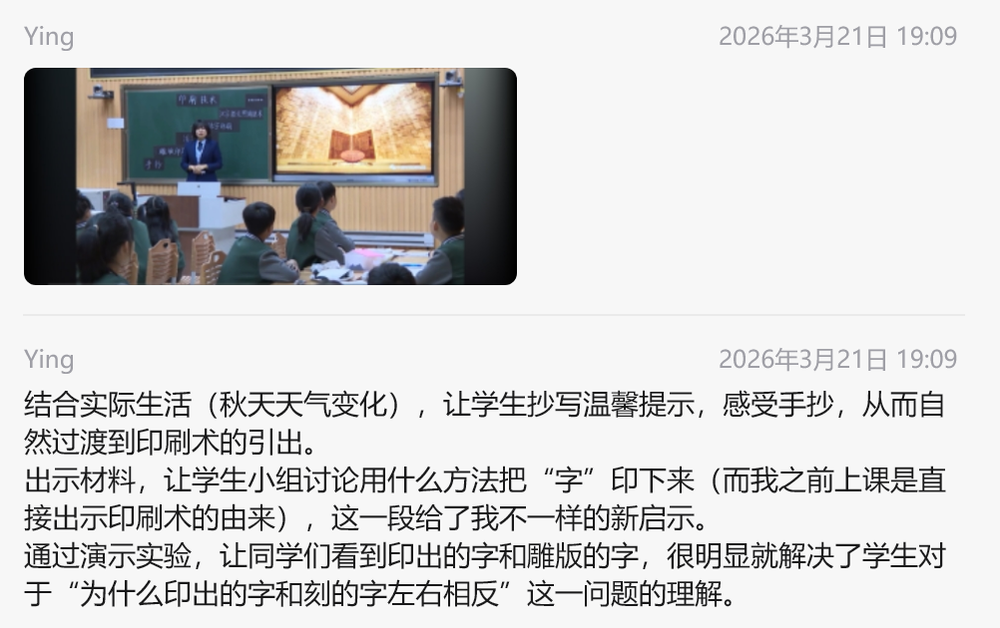 Ying
2026年3月21日 19:09
印刷技术
Ying
2026年3月21日 19:09
结合实际生活（秋天天气变化），让学生抄写温馨提示，感受手抄，从而自
然过渡到印刷术的引出。
出示材料，让学生小组讨论用什么方法把“字”印下来（而我之前上课是直
接出示印刷术的由来），这一段给了我不一样的新启示。
通过演示实验，让同学们看到印出的字和雕版的字，很明显就解决了学生对
于“为什么印出的字和刻的字左右相反”这一问题的理解。